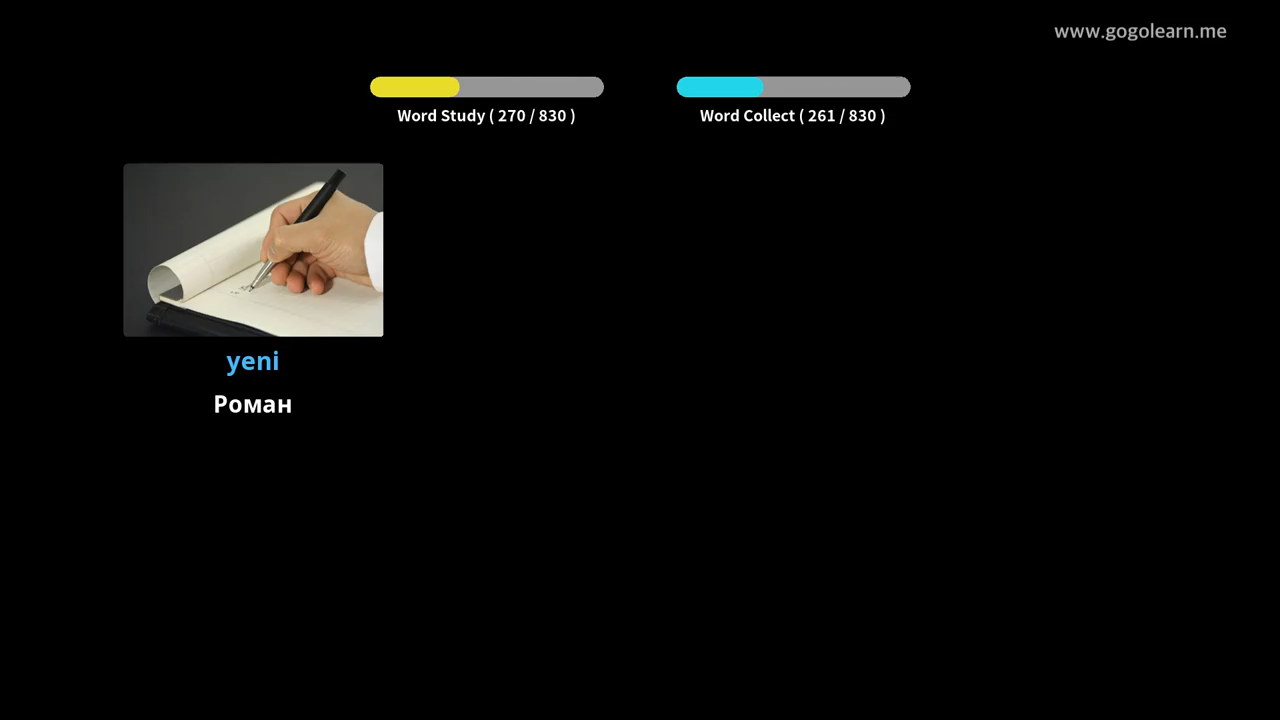 www.gogolearn.me
Word Study ( 270 / 830 )
Word Collect ( 261 / 830 )
yeni
Роман